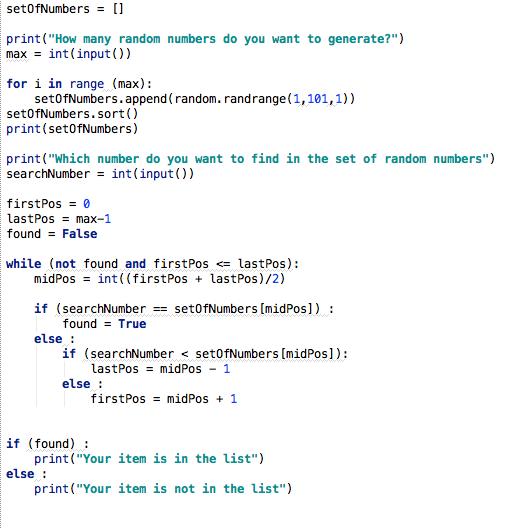 setOfNumbers = []
print("How many random numbers do you want to generate?")
max = int(input())
for i in range (max):
    setOfNumbers.append(random.randrange(1,101,1))
setOfNumbers.sort()
print(setOfNumbers)
print("Which number do you want to find in the set of random numbers")
searchNumber = int(input())
firstPos = 0
lastPos = max-1
found = False
while (not found and firstPos <= lastPos):
    midPos = int((firstPos + lastPos)/2)
    if (searchNumber == setOfNumbers[midPos]) :
        found = True
    else :
        if (searchNumber < setOfNumbers[midPos]):
            lastPos = midPos - 1
        else :
            firstPos = midPos + 1
if (found) :
    print("Your item is in the list")
else :
    print("Your item is not in the list")